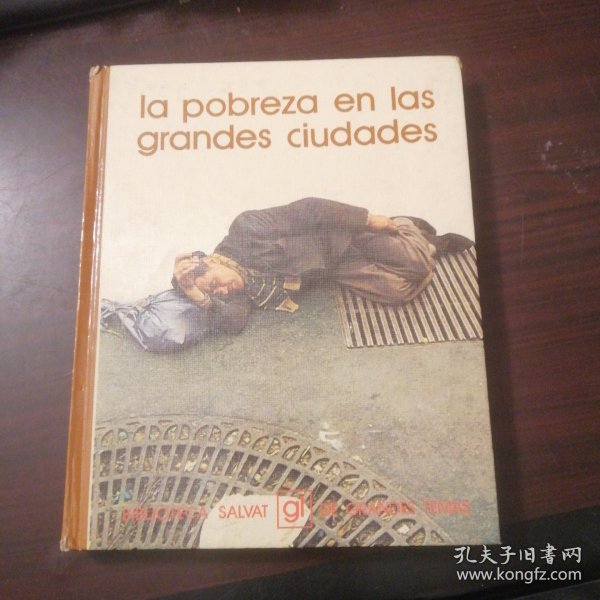 la pobreza en las
grandes ciudades
BIBLIOTECA SALVAT gt DE GRANDES TEMAS
孔夫子旧书网
www.kongfz.com